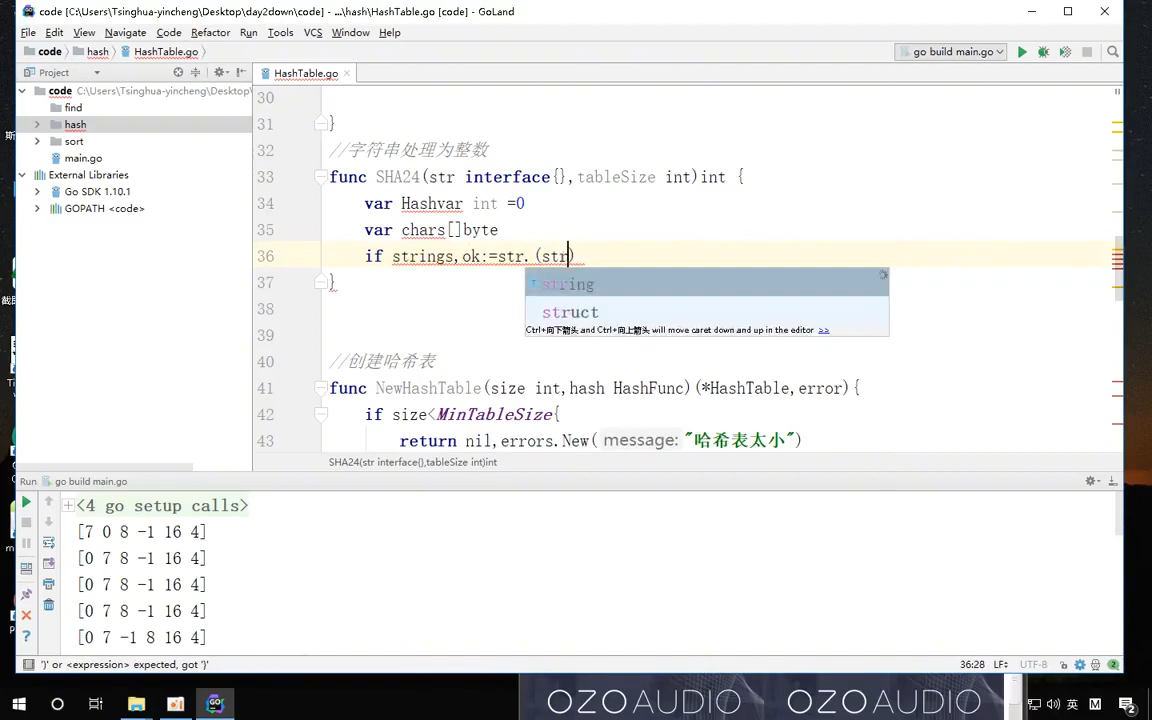 code [C:\Users\Tsinghua-yincheng\Desktop\day2down\code] - ...\hash\HashTable.go [code] - GoLand
File Edit View Navigate Code Refactor Run Tools VCS Window Help
code hash HashTable.go go build main.go
Project HashTable.go
code C:\Users\Tsinghua-yincheng\Desktop\
find
hash
sort
main.go
External Libraries
Go SDK 1.10.1
GOPATH <code>
30
31 }
32 //字符串处理为整数
33 func SHA24(str interface{},tableSize int)int {
34 var Hashvar int =0
35 var chars[]byte
36 if strings,ok:=str.(str)
37 }
string
struct
Ctrl+向下箭头 and Ctrl+向上箭头 will move caret down and up in the editor >>
38
39
40 //创建哈希表
41 func NewHashTable(size int,hash HashFunc)(*HashTable,error){
42 if size<MinTableSize{
43 return nil,errors.New( message: "哈希表太小")
SHA24(str interface{},tableSize int)int
Run go build main.go
<4 go setup calls>
[7 0 8 -1 16 4]
[0 7 8 -1 16 4]
[0 7 8 -1 16 4]
[0 7 8 -1 16 4]
[0 7 -1 8 16 4]
')' or <expression> expected, got ')' 36:28 LF UTF-8 2
OZO AUDIO OZO AUDIO
英 M 2